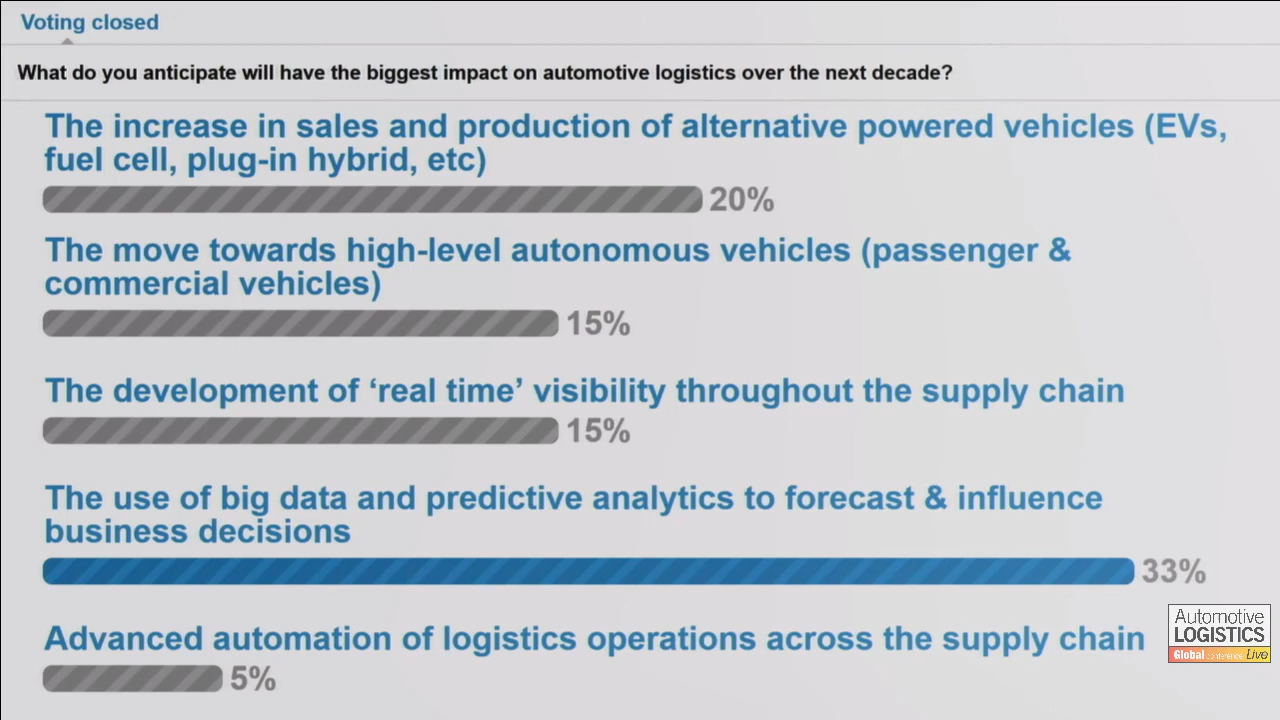 Voting closed
What do you anticipate will have the biggest impact on automotive logistics over the next decade?
The increase in sales and production of alternative powered vehicles (EVs,
fuel cell, plug-in hybrid, etc)
20%
The move towards high-level autonomous vehicles (passenger &
commercial vehicles)
15%
The development of ‘real time’ visibility throughout the supply chain
15%
The use of big data and predictive analytics to forecast & influence
business decisions
33%
Advanced automation of logistics operations across the supply chain
5%
Automotive
LOGISTICS
Global conference Live